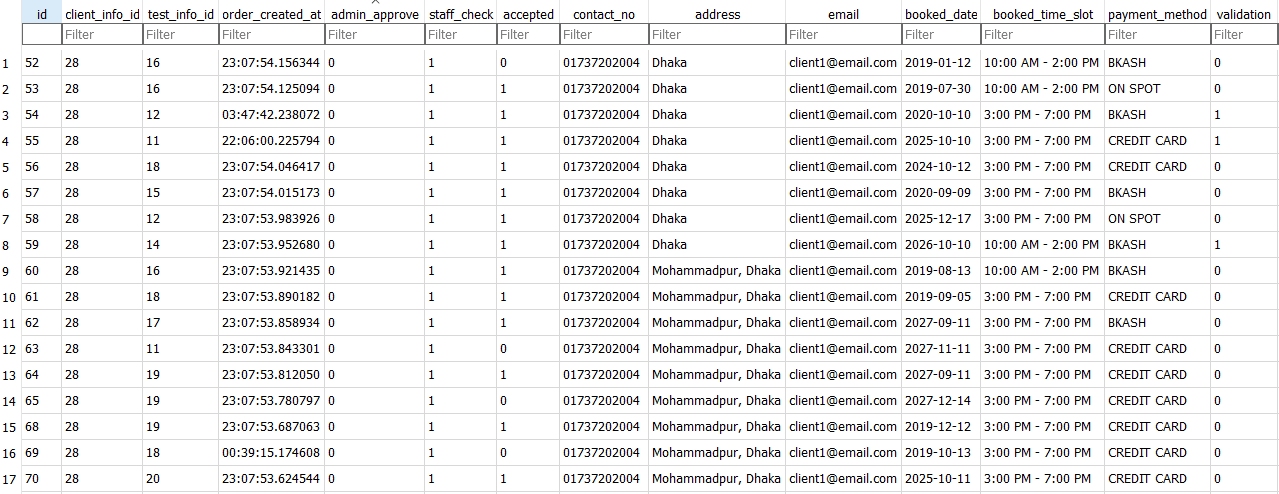 id client_info_id test_info_id order_created_at admin_approve staff_check accepted contact_no address email booked_date booked_time_slot payment_method validation
Filter Filter Filter Filter Filter Filter Filter Filter Filter Filter Filter Filter Filter
1 52 28 16 23:07:54.156344 0 1 0 01737202004 Dhaka client1@email.com 2019-01-12 10:00 AM - 2:00 PM BKASH 0
2 53 28 16 23:07:54.125094 0 1 1 01737202004 Dhaka client1@email.com 2019-07-30 10:00 AM - 2:00 PM ON SPOT 0
3 54 28 12 03:47:42.238072 0 1 1 01737202004 Dhaka client1@email.com 2020-10-10 3:00 PM - 7:00 PM BKASH 1
4 55 28 11 22:06:00.225794 0 1 1 01737202004 Dhaka client1@email.com 2025-10-10 3:00 PM - 7:00 PM CREDIT CARD 1
5 56 28 18 23:07:54.046417 0 1 1 01737202004 Dhaka client1@email.com 2024-10-12 3:00 PM - 7:00 PM CREDIT CARD 0
6 57 28 15 23:07:54.015173 0 1 1 01737202004 Dhaka client1@email.com 2020-09-09 3:00 PM - 7:00 PM BKASH 0
7 58 28 12 23:07:53.983926 0 1 1 01737202004 Dhaka client1@email.com 2025-12-17 3:00 PM - 7:00 PM ON SPOT 0
8 59 28 14 23:07:53.952680 0 1 1 01737202004 Dhaka client1@email.com 2026-10-10 10:00 AM - 2:00 PM BKASH 1
9 60 28 16 23:07:53.921435 0 1 1 01737202004 Mohammadpur, Dhaka client1@email.com 2019-08-13 10:00 AM - 2:00 PM BKASH 0
10 61 28 18 23:07:53.890182 0 1 1 01737202004 Mohammadpur, Dhaka client1@email.com 2019-09-05 3:00 PM - 7:00 PM CREDIT CARD 0
11 62 28 17 23:07:53.858934 0 1 1 01737202004 Mohammadpur, Dhaka client1@email.com 2027-09-11 3:00 PM - 7:00 PM BKASH 0
12 63 28 11 23:07:53.843301 0 1 0 01737202004 Mohammadpur, Dhaka client1@email.com 2027-11-11 3:00 PM - 7:00 PM CREDIT CARD 0
13 64 28 19 23:07:53.812050 0 1 1 01737202004 Mohammadpur, Dhaka client1@email.com 2027-09-11 3:00 PM - 7:00 PM CREDIT CARD 0
14 65 28 19 23:07:53.780797 0 1 0 01737202004 Mohammadpur, Dhaka client1@email.com 2027-12-14 3:00 PM - 7:00 PM CREDIT CARD 0
15 68 28 19 23:07:53.687063 0 1 1 01737202004 Mohammadpur, Dhaka client1@email.com 2019-12-12 3:00 PM - 7:00 PM CREDIT CARD 0
16 69 28 18 00:39:15.174608 0 1 0 01737202004 Mohammadpur, Dhaka client1@email.com 2019-10-13 3:00 PM - 7:00 PM CREDIT CARD 0
17 70 28 20 23:07:53.624544 0 1 1 01737202004 Mohammadpur, Dhaka client1@email.com 2025-10-11 3:00 PM - 7:00 PM CREDIT CARD 0